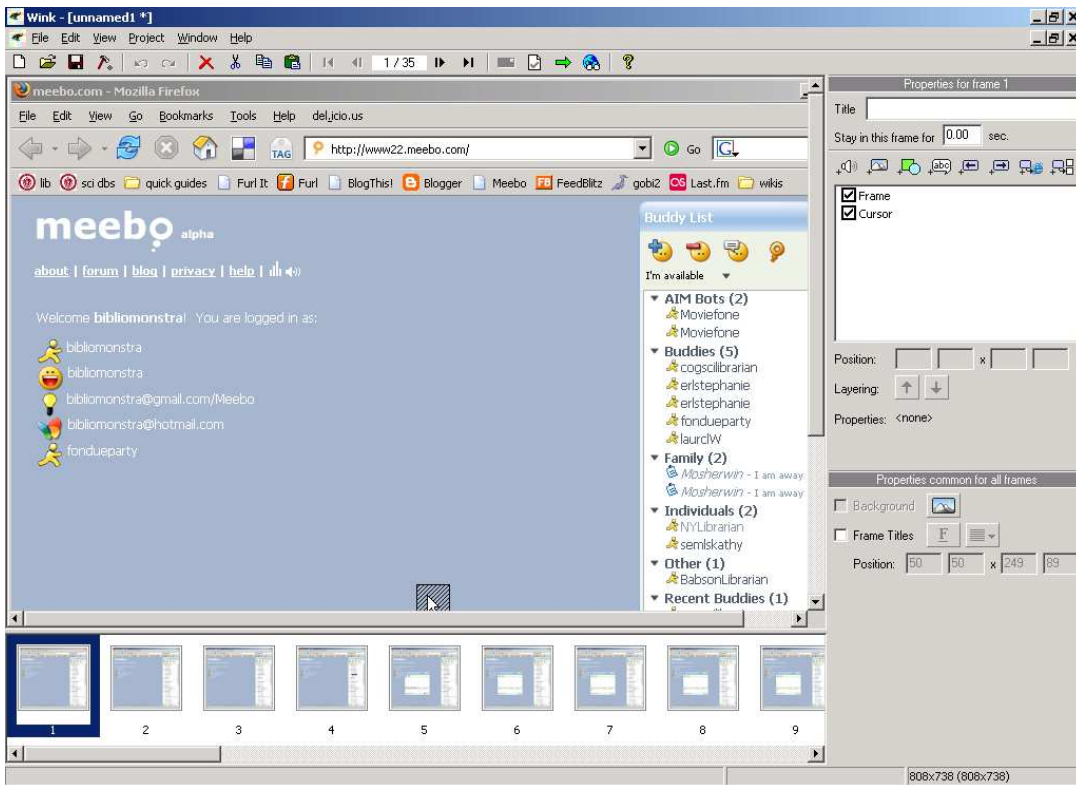 Wink - [unnamed1 *]
File Edit View Project Window Help
1 / 35
meebo.com - Mozilla Firefox
File Edit View Go Bookmarks Tools Help del.icio.us
TAG http://www22.meebo.com/ Go G
lib sci dbs quick guides Furl It Furl BlogThis! Blogger Meebo FeedBlitz gobi2 Last.fm wikis
meebo alpha
about | forum | blog | privacy | help |
Welcome bibliomonstra! You are logged in as:
bibliomonstra
bibliomonstra
bibliomonstra@gmail.com/Meebo
bibliomonstra@hotmail.com
fondueparty
Buddy List
I'm available
AIM Bots (2)
Moviefone
Moviefone
Buddies (5)
cogscilibrarian
erlstephanie
erlstephanie
fondueparty
Family (2)
Mosherwin - I am away
Mosherwin - I am away
Individuals (2)
NYLibrarian
semlskathy
Other (1)
BabsonLibrarian
Recent Buddies (1)
1 2 3 4 5 6 7 8 9
Properties for frame 1
Title
Stay in this frame for 0.00 sec.
abc
Frame
Cursor
Position: x
Layering:
Properties: <none>
Properties common for all frames
Background
Frame Titles F
Position: 50 50 x 249 89
808x738 (808x738)